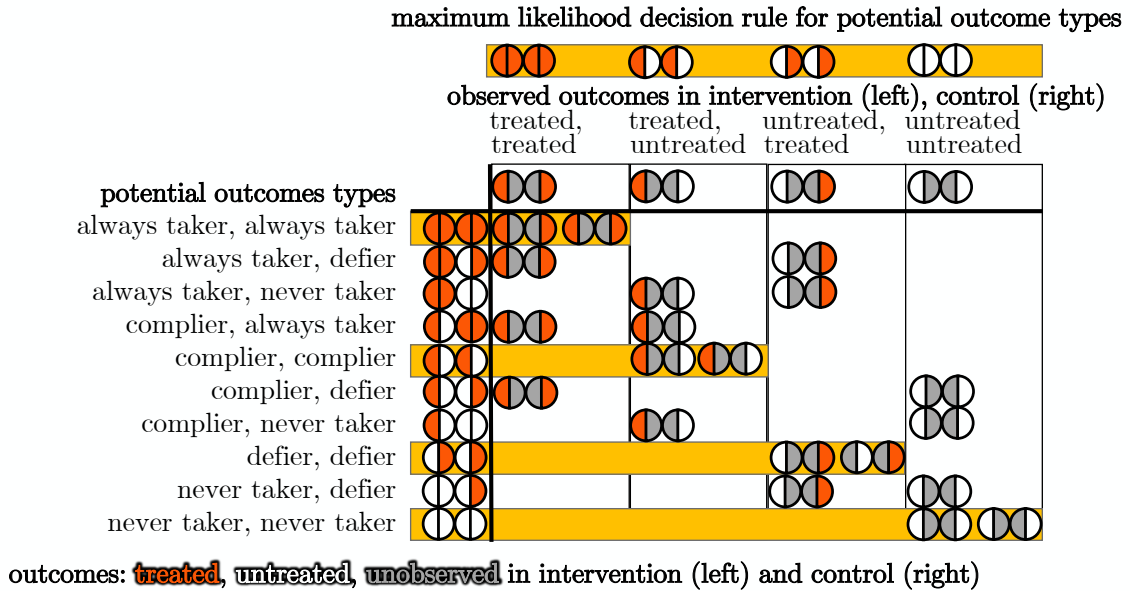 maximum likelihood decision rule for potential outcome types
observed outcomes in intervention (left), control (right)
treated, treated, untreated, untreated
treated untreated treated untreated
potential outcomes types
always taker, always taker
always taker, defier
always taker, never taker
complier, always taker
complier, complier
complier, defier
complier, never taker
defier, defier
never taker, defier
never taker, never taker
outcomes: treated, untreated, unobserved in intervention (left) and control (right)